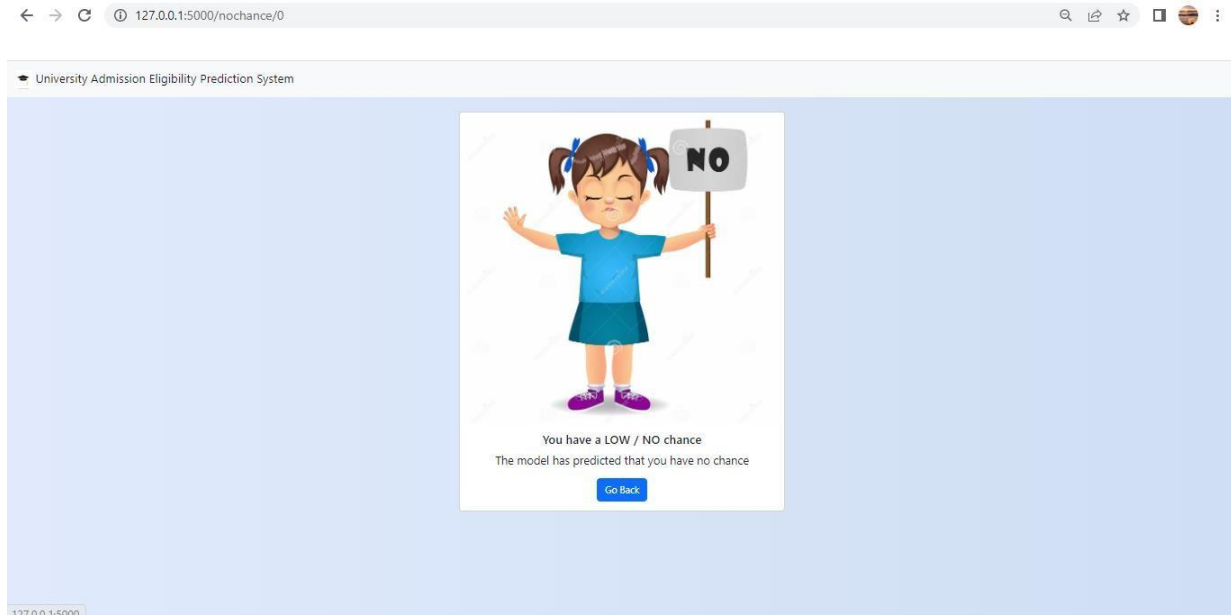 127.0.0.1:5000/nochance/0
University Admission Eligibility Prediction System
NO
You have a LOW / NO chance
The model has predicted that you have no chance
Go Back
127.0.0.1:5000